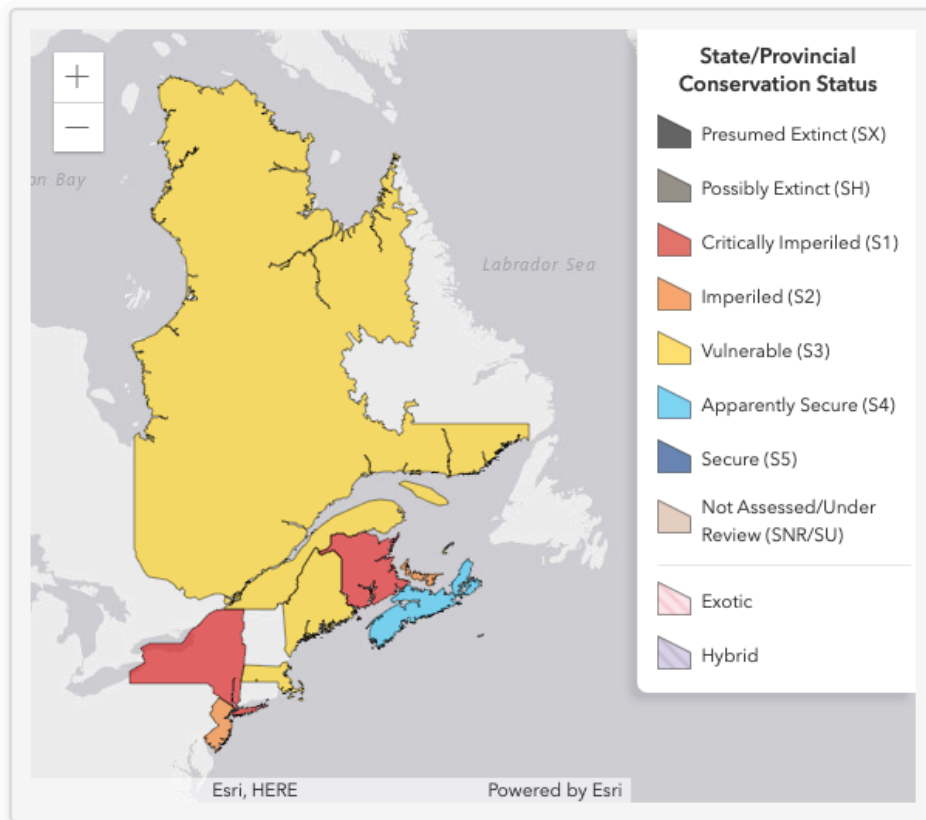 State/Provincial
Conservation Status
+
−
Presumed Extinct (SX)
on Bay
Possibly Extinct (SH)
Critically Imperiled (S1)
Labrador Sea
Imperiled (S2)
Vulnerable (S3)
Apparently Secure (S4)
Secure (S5)
Not Assessed/Under
Review (SNR/SU)
Exotic
Hybrid
Esri, HERE
Powered by Esri